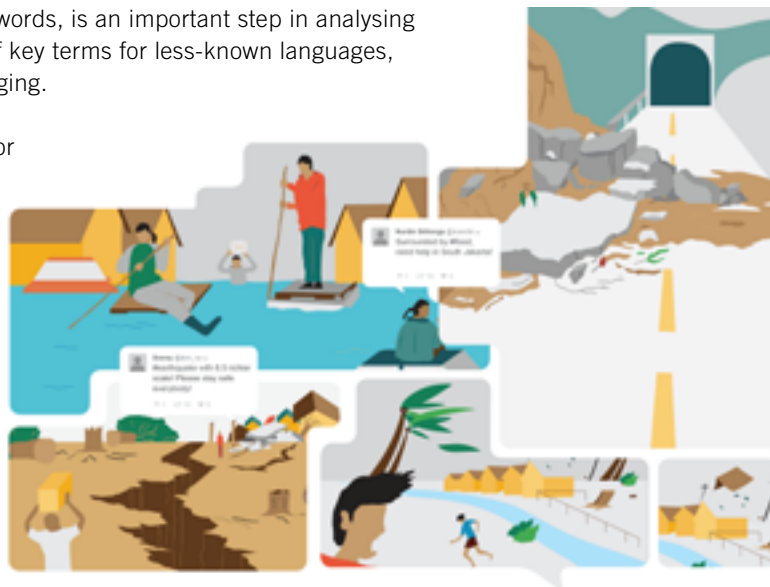 words, is an important step in analysing
f key terms for less-known languages,
ging.
or
Surrounded by #flood,
need help in South Jakarta!
#earthquake with 6.5 richter
scale! Please stay safe
everybody!